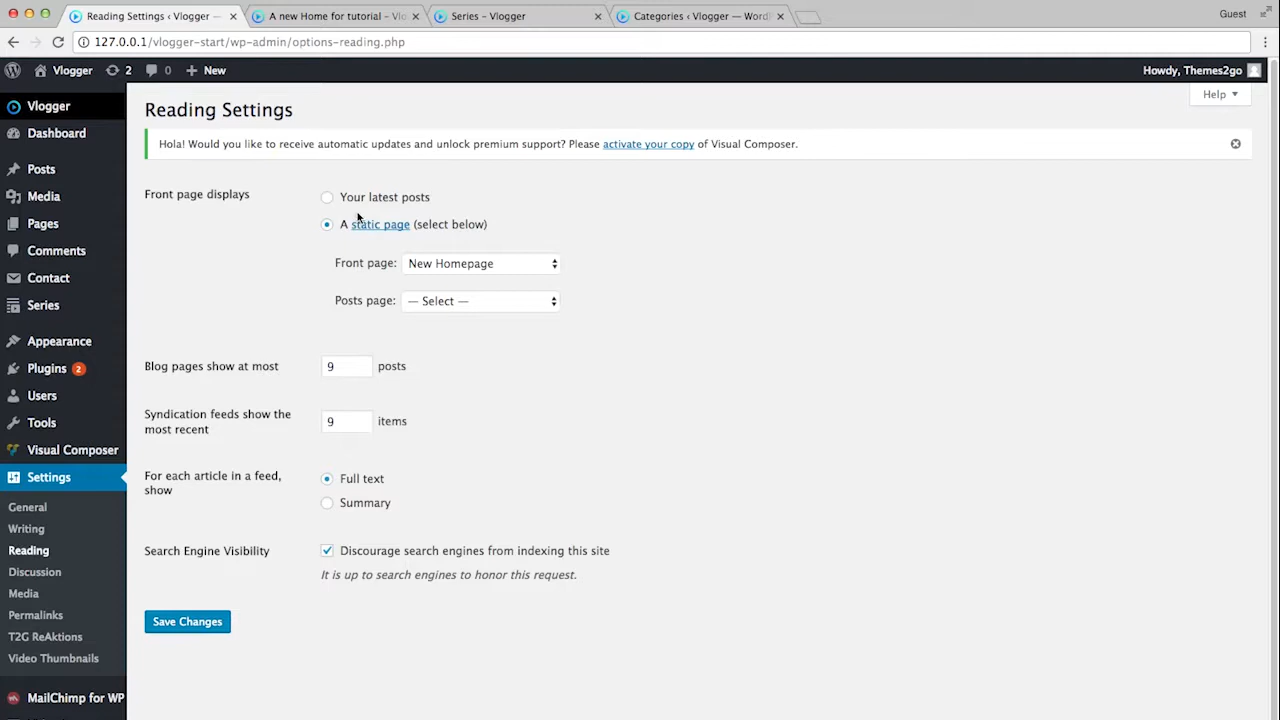 Reading Settings ‹ Vlogger —
A new Home for tutorial – Vlo
Series – Vlogger
Categories ‹ Vlogger — Word
Guest
127.0.0.1/vlogger-start/wp-admin/options-reading.php
Vlogger
2
0
New
Howdy, Themes2go
Vlogger
Dashboard
Posts
Media
Pages
Comments
Contact
Series
Appearance
Plugins 2
Users
Tools
Visual Composer
Settings
General
Writing
Reading
Discussion
Media
Permalinks
T2G ReAktions
Video Thumbnails
MailChimp for WP
Help
Reading Settings
Hola! Would you like to receive automatic updates and unlock premium support? Please activate your copy of Visual Composer.
Front page displays
Your latest posts
A static page (select below)
Front page: New Homepage
Posts page: — Select —
Blog pages show at most 9 posts
Syndication feeds show the
most recent
9 items
For each article in a feed,
show
Full text
Summary
Search Engine Visibility
Discourage search engines from indexing this site
It is up to search engines to honor this request.
Save Changes